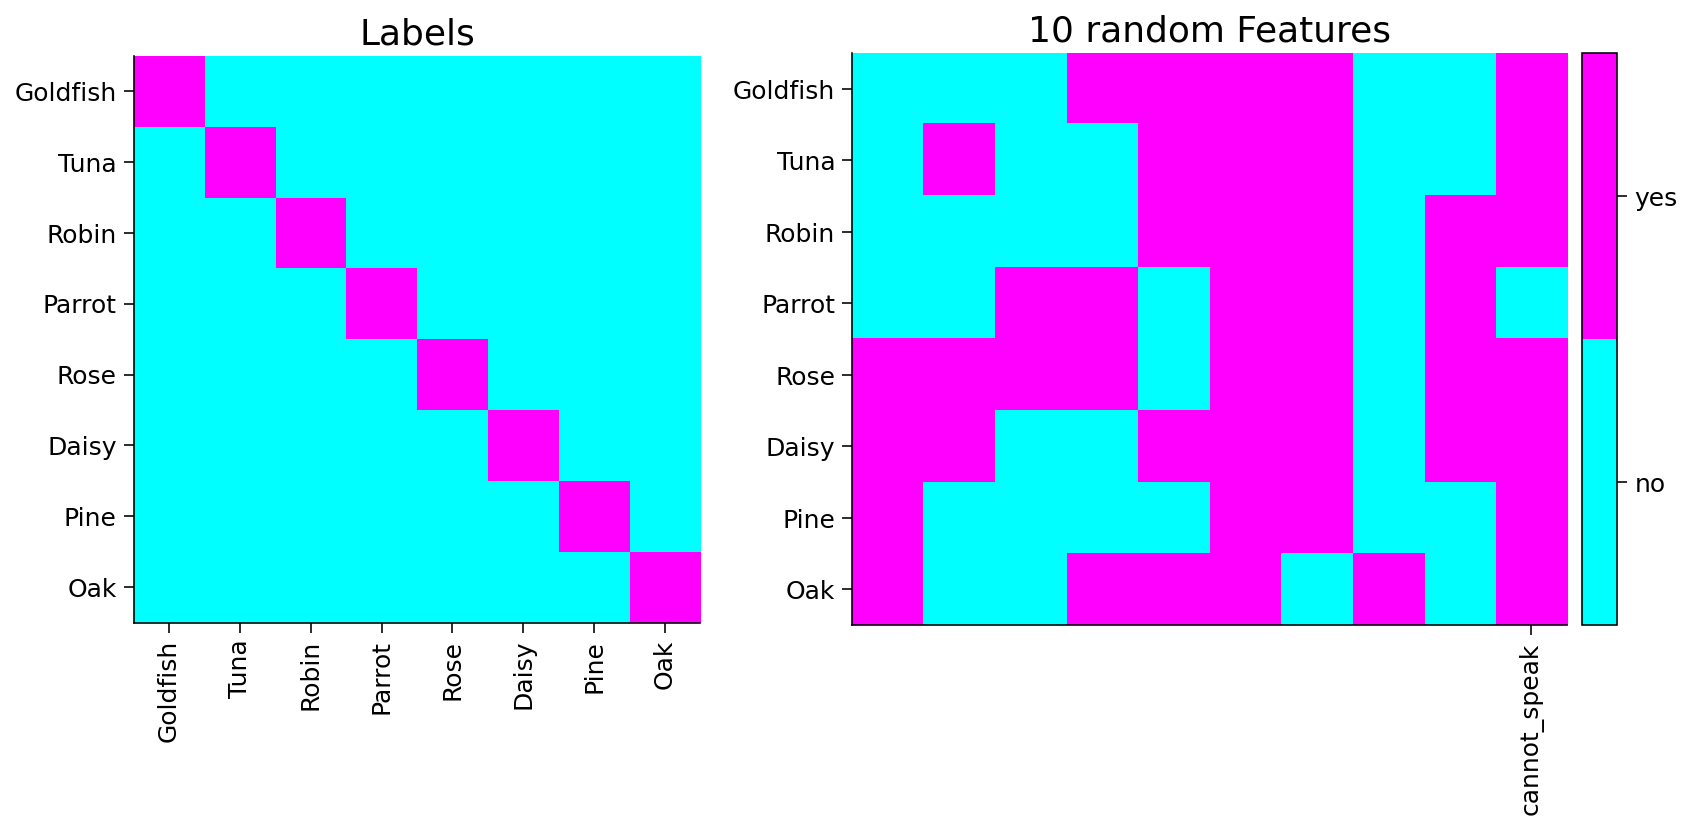 Labels
Goldfish
Tuna
Robin
Parrot
Rose
Daisy
Pine
Oak
Goldfish
Tuna
Robin
Parrot
Rose
Daisy
Pine
Oak
10 random Features
Goldfish
Tuna
Robin
Parrot
Rose
Daisy
Pine
Oak
cannot_speak
yes
no